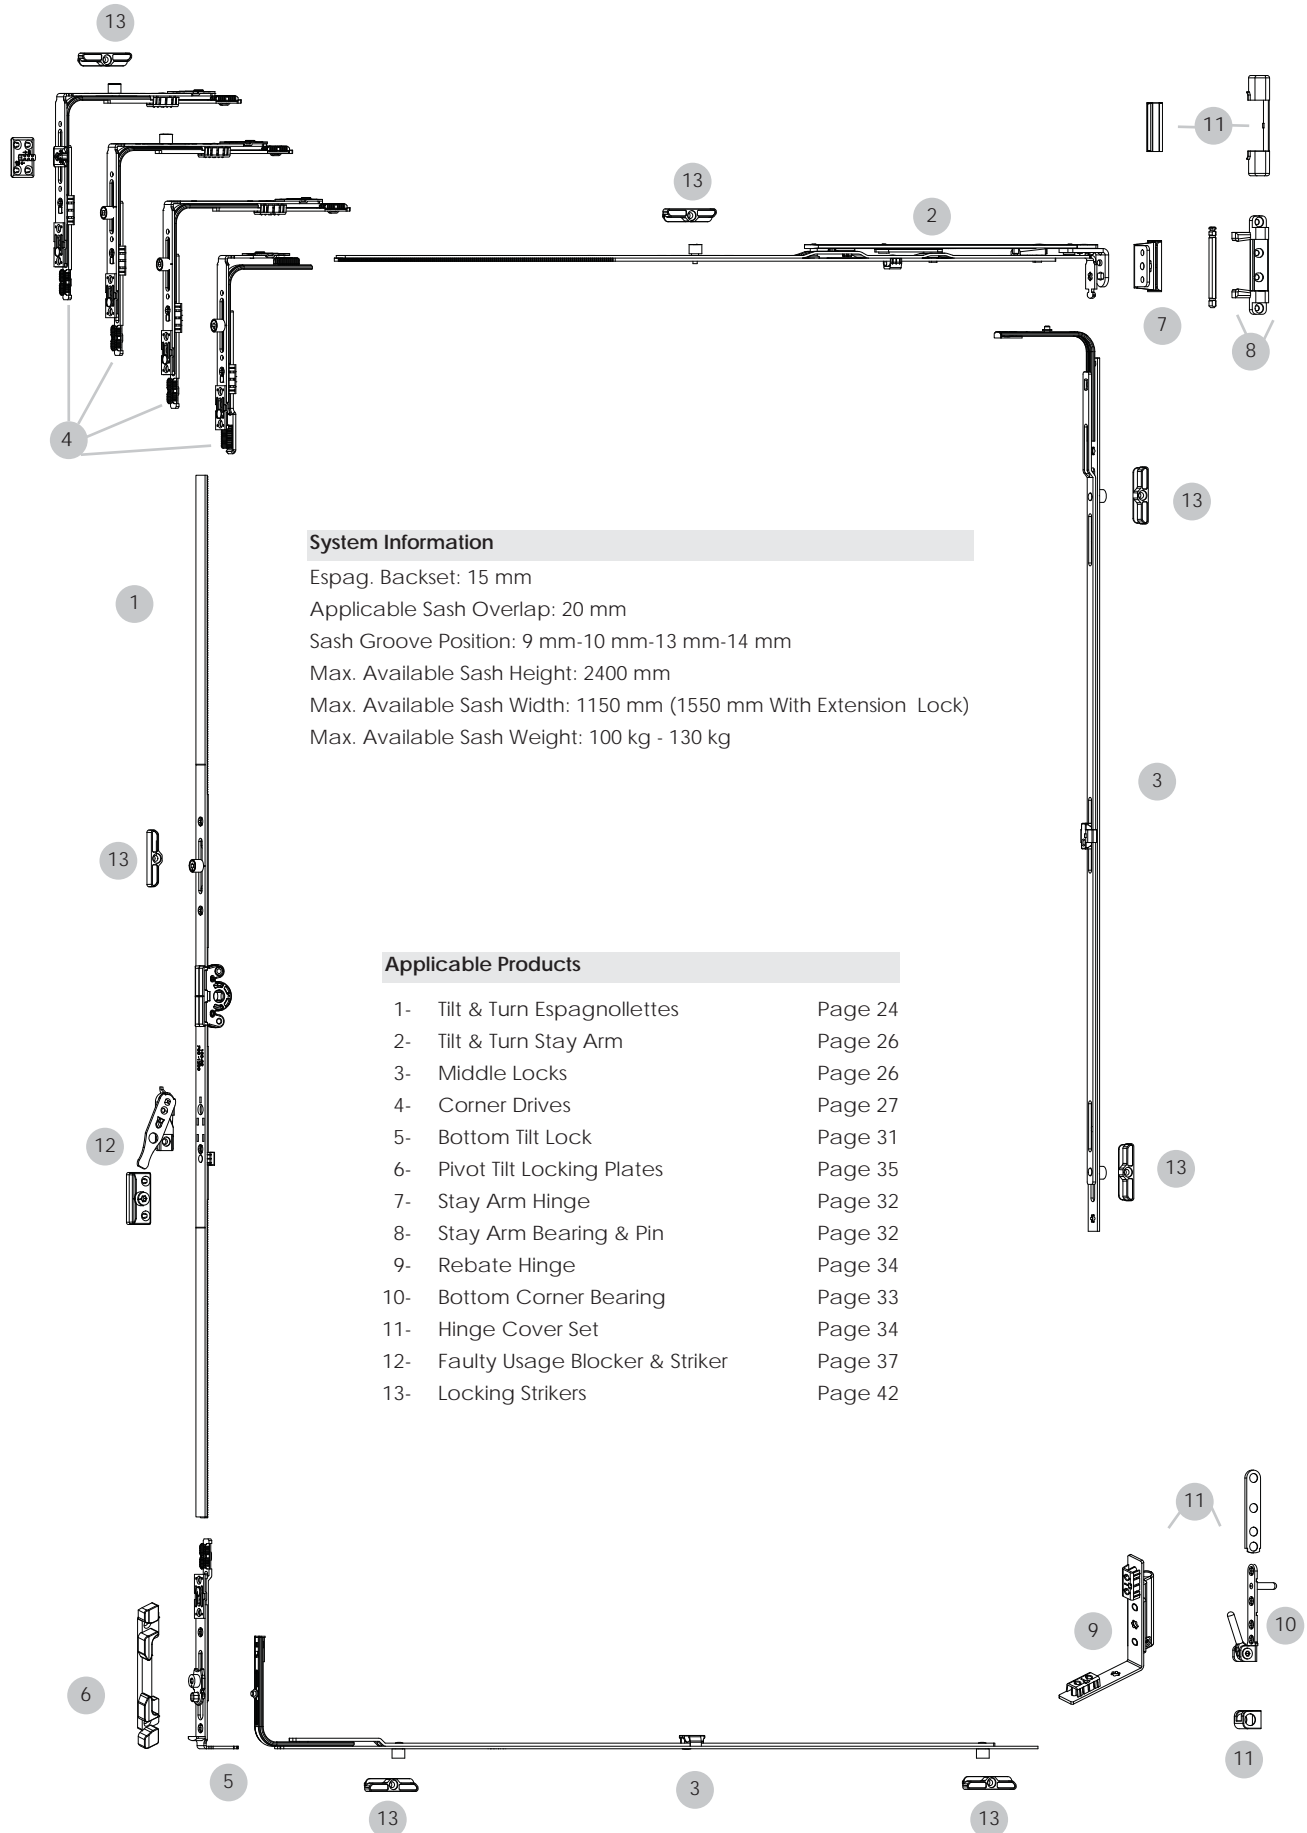 13
11
13
2
7
8
4
13
System Information
Espag. Backset: 15 mm
1
Applicable Sash Overlap: 20 mm
Sash Groove Position: 9 mm-10 mm-13 mm-14 mm
Max. Available Sash Height: 2400 mm
Max. Available Sash Width: 1150 mm (1550 mm With Extension Lock)
Max. Available Sash Weight: 100 kg - 130 kg
3
13
Applicable Products
1- Tilt & Turn Espagnollettes Page 24
2- Tilt & Turn Stay Arm Page 26
3- Middle Locks Page 26
4- Corner Drives Page 27
5- Bottom Tilt Lock Page 31
6- Pivot Tilt Locking Plates Page 35
7- Stay Arm Hinge Page 32
8- Stay Arm Bearing & Pin Page 32
9- Rebate Hinge Page 34
10- Bottom Corner Bearing Page 33
11- Hinge Cover Set Page 34
12- Faulty Usage Blocker & Striker Page 37
13- Locking Strikers Page 42
12
13
11
9
10
6
11
5
3
13
13